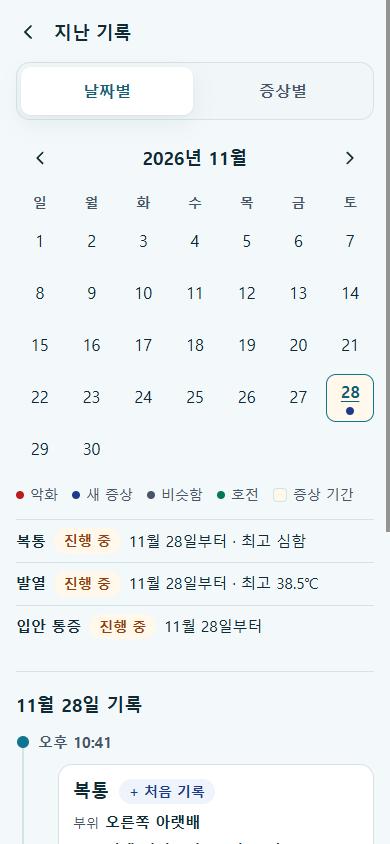 지난 기록
날짜별 증상별
2026년 11월
일 월 화 수 목 금 토
1 2 3 4 5 6 7
8 9 10 11 12 13 14
15 16 17 18 19 20 21
22 23 24 25 26 27 28
29 30
악화 새 증상 비슷함 호전 증상 기간
복통 진행 중 11월 28일부터 · 최고 심함
발열 진행 중 11월 28일부터 · 최고 38.5℃
입안 통증 진행 중 11월 28일부터
11월 28일 기록
오후 10:41
복통 + 처음 기록
부위 오른쪽 아랫배